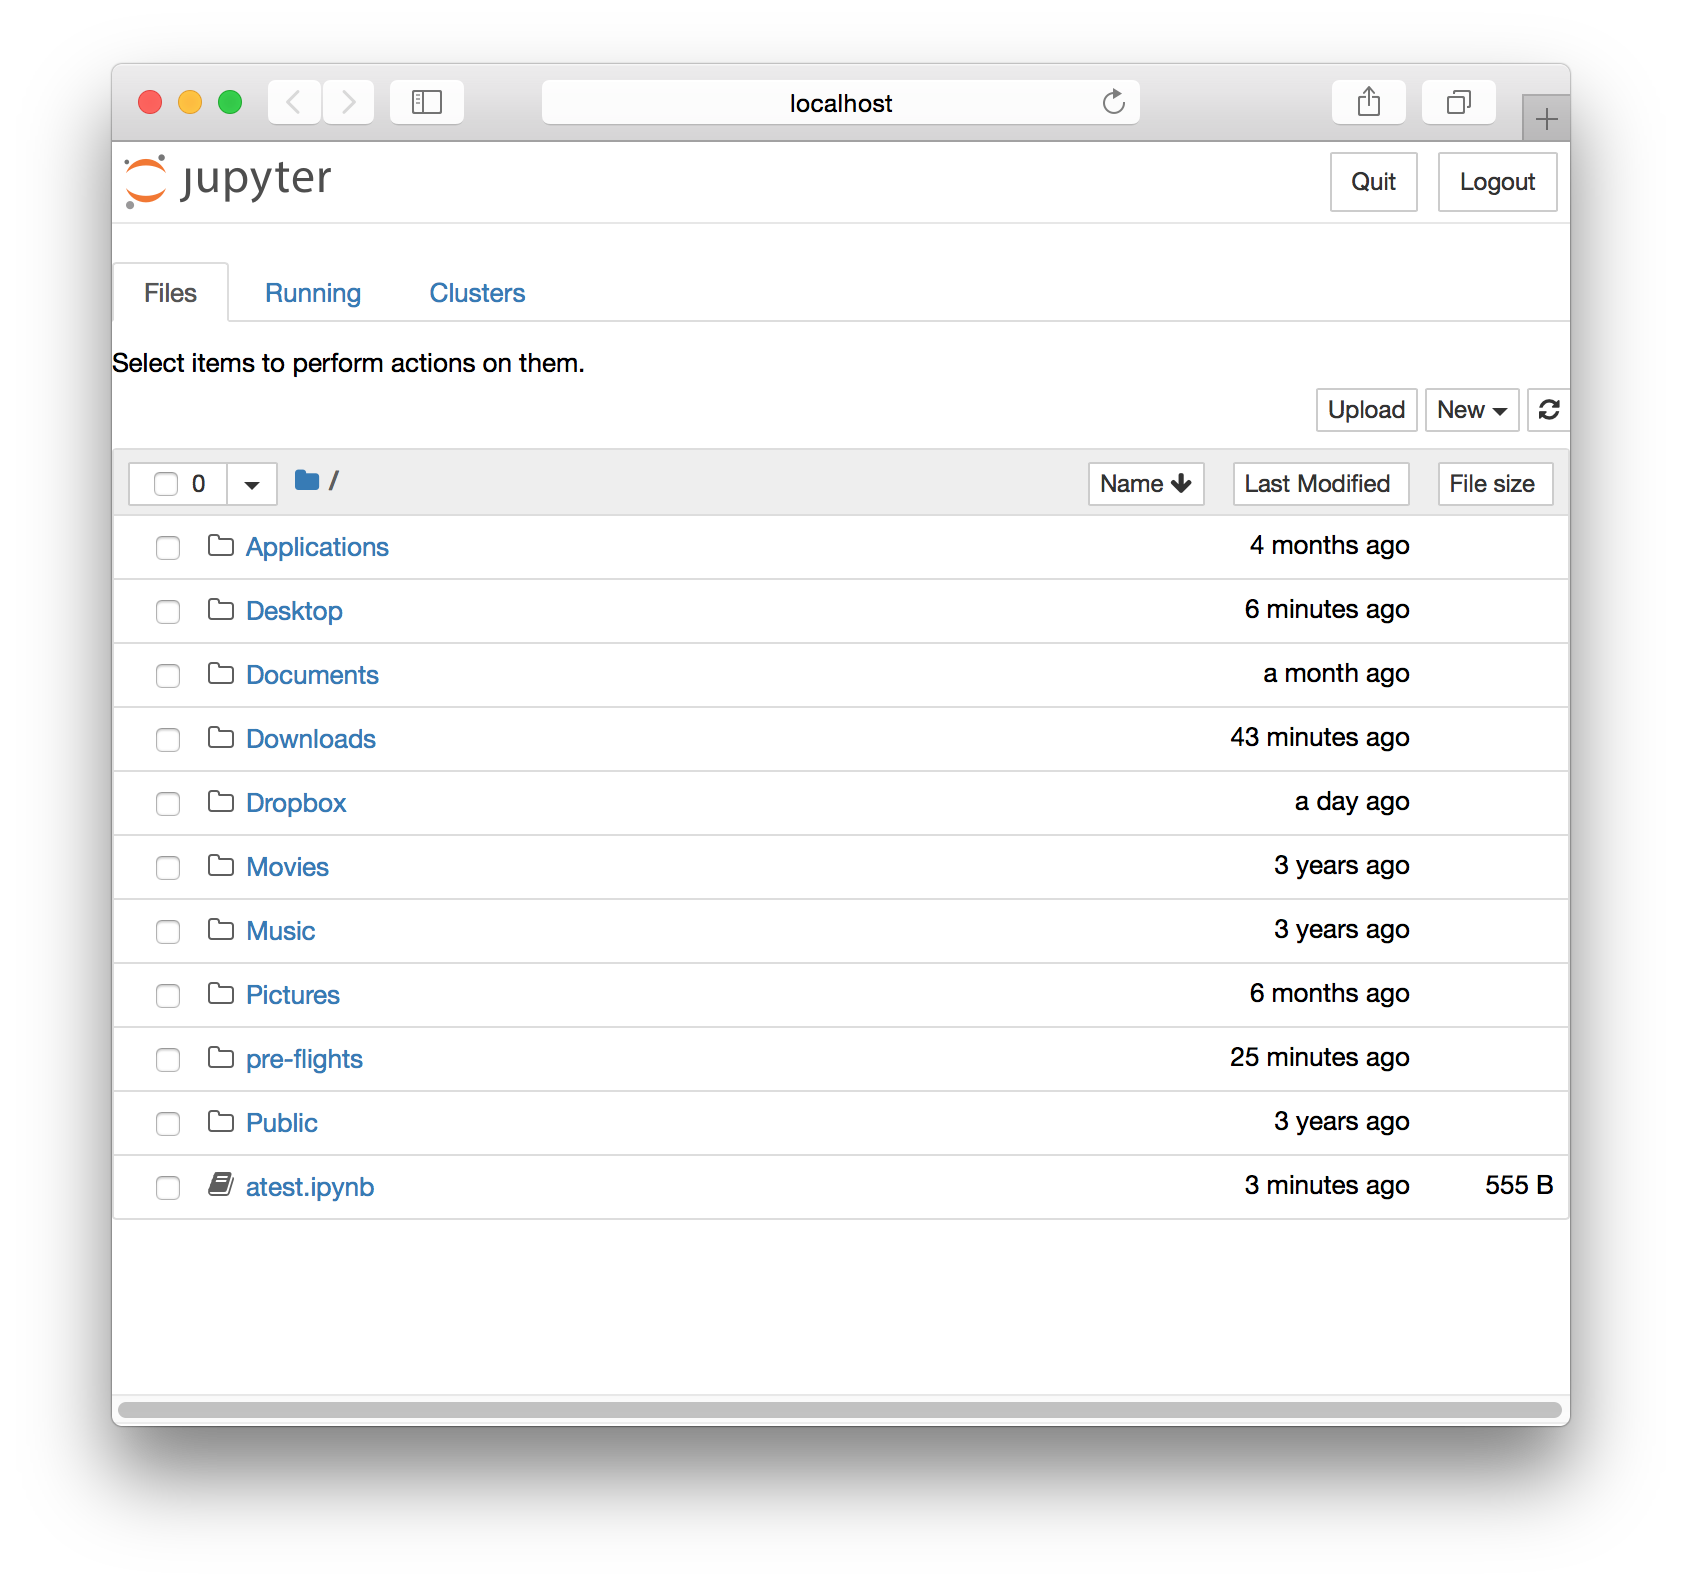 localhost
jupyter
Quit Logout
Files Running Clusters
Select items to perform actions on them.
Upload New
0 / Name Last Modified File size
Applications 4 months ago
Desktop 6 minutes ago
Documents a month ago
Downloads 43 minutes ago
Dropbox a day ago
Movies 3 years ago
Music 3 years ago
Pictures 6 months ago
pre-flights 25 minutes ago
Public 3 years ago
atest.ipynb 3 minutes ago 555 B